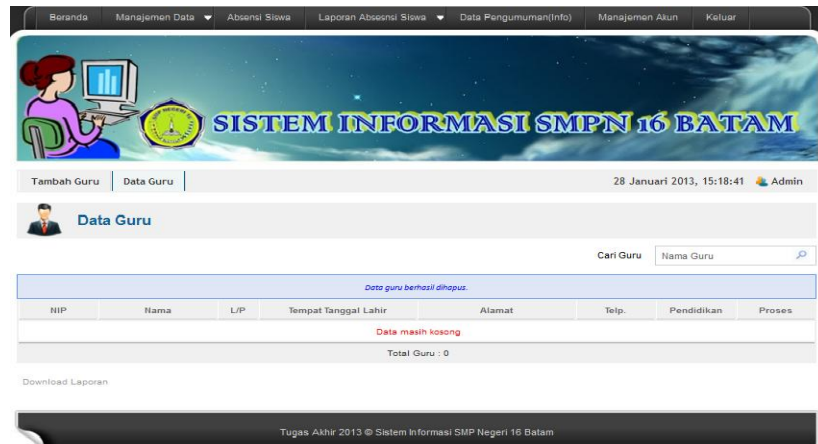 Beranda Manajemen Data Absensi Siswa Laporan Absesnsi Siswa Data Pengumuman(Info) Manajemen Akun Keluar
SISTEM INFORMASI SMPN 16 BATAM
Tambah Guru Data Guru 28 Januari 2013, 15:18:41 Admin
Data Guru
Cari Guru Nama Guru
Data guru berhasil dihapus.
NIP Nama L/P Tempat Tanggal Lahir Alamat Telp. Pendidikan Proses
Data masih kosong
Total Guru : 0
Download Laporan
Tugas Akhir 2013 © Sistem Informasi SMP Negeri 16 Batam